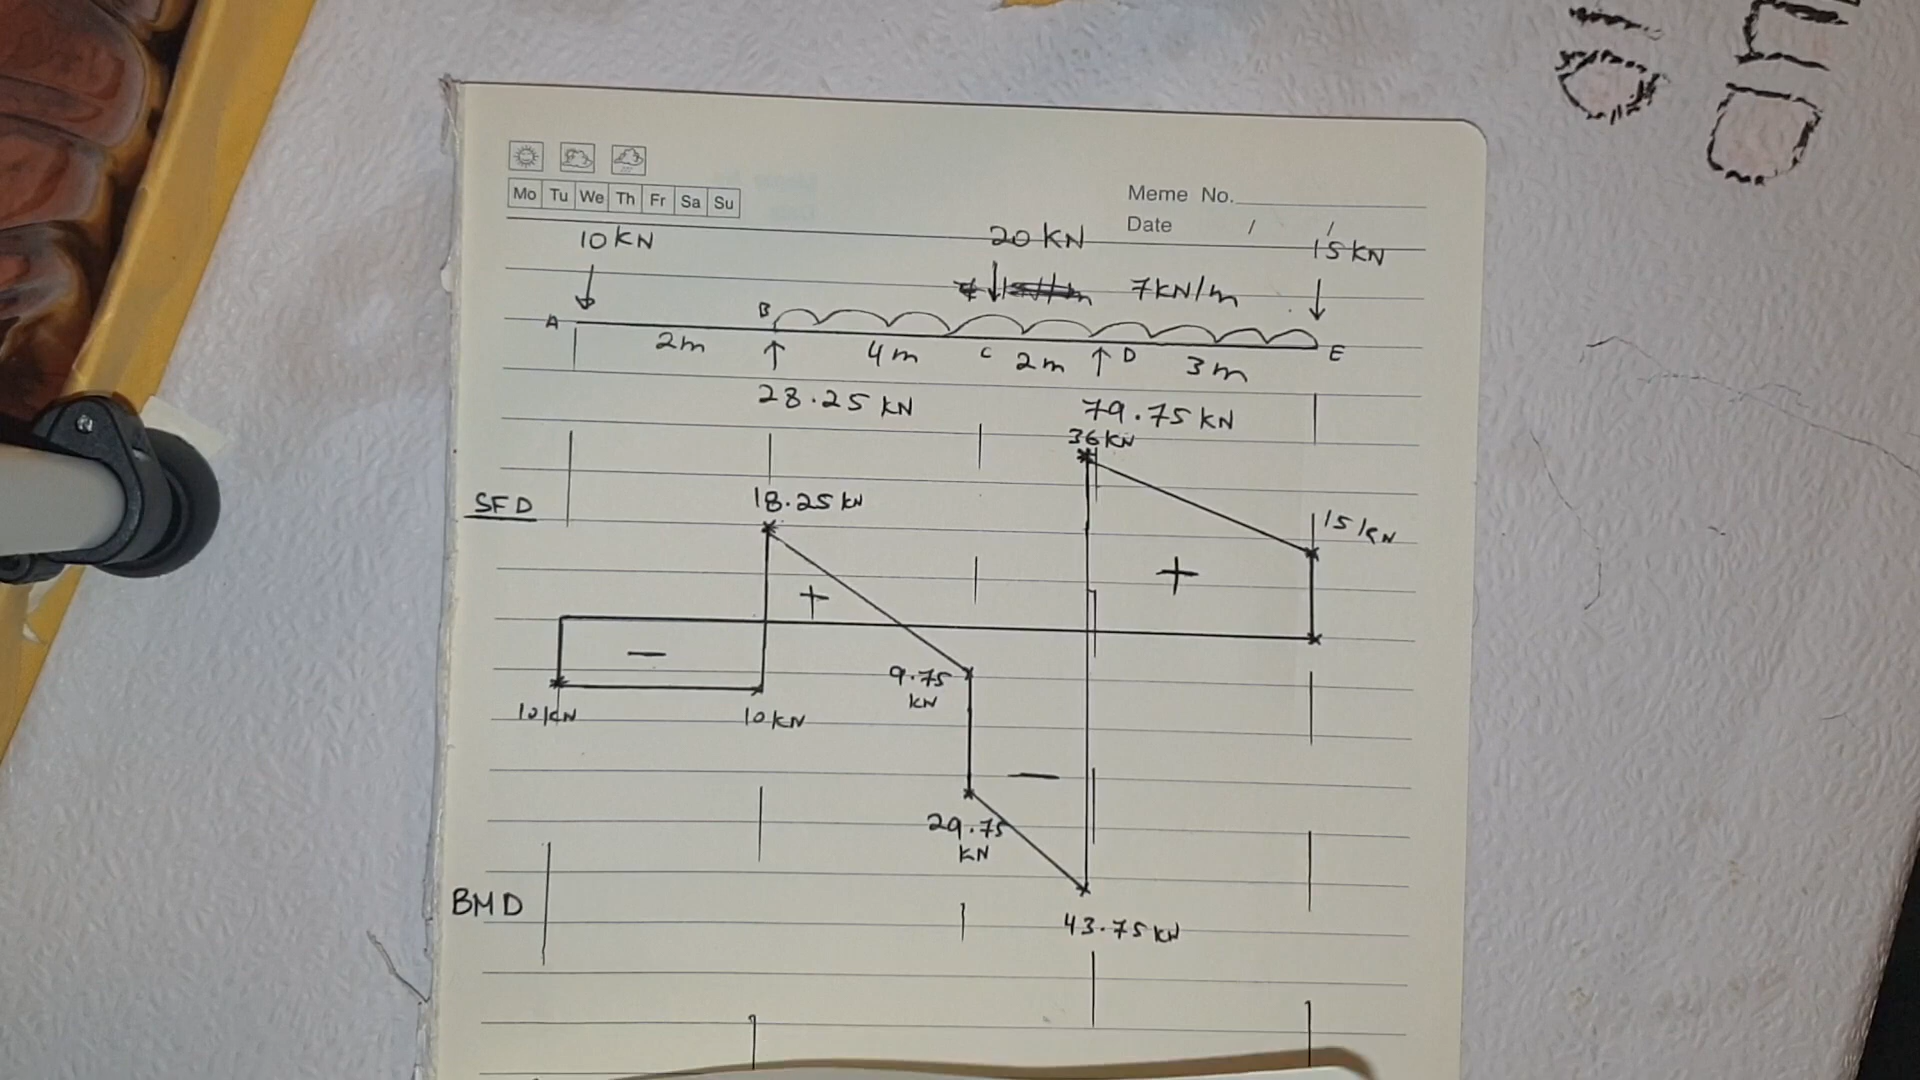 Mo Tu We Th Fr Sa Su
Meme No.
Date / /
10 KN 20 KN 15 KN
7KN/m
A B
2m 4m C 2m D 3m E
28.25 KN 79.75 KN
36 KN
SFD
18.25 KN 15 KN
+ +
−
9.75
KN
10 KN 10 KN
−
29.75
KN
BMD
43.75 KN